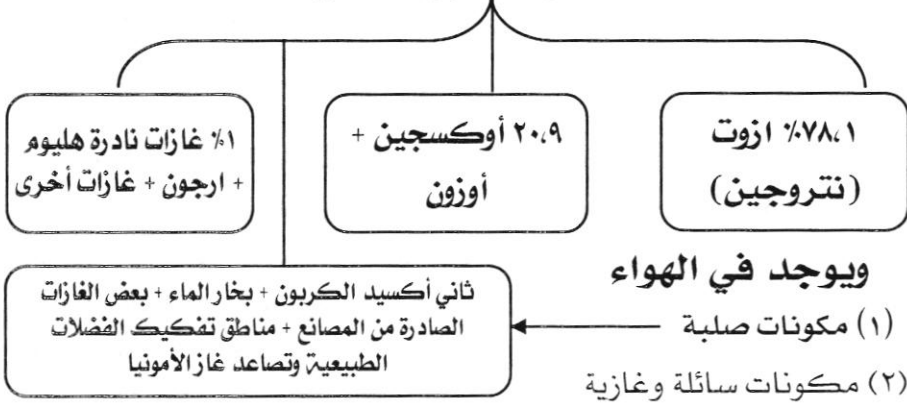 ٧٨،١٪ ازوت
(نتروجين)
٢٠،٩ أوكسجين +
أوزون
١٪ غازات نادرة هليوم
+ ارجون + غازات أخرى
ويوجد في الهواء
(١) مكونات صلبة
(٢) مكونات سائلة وغازية
ثاني أكسيد الكربون + بخار الماء + بعض الغازات
الصادرة من المصانع + مناطق تفكيك الفضلات
الطبيعية وتصاعد غاز الأمونيا